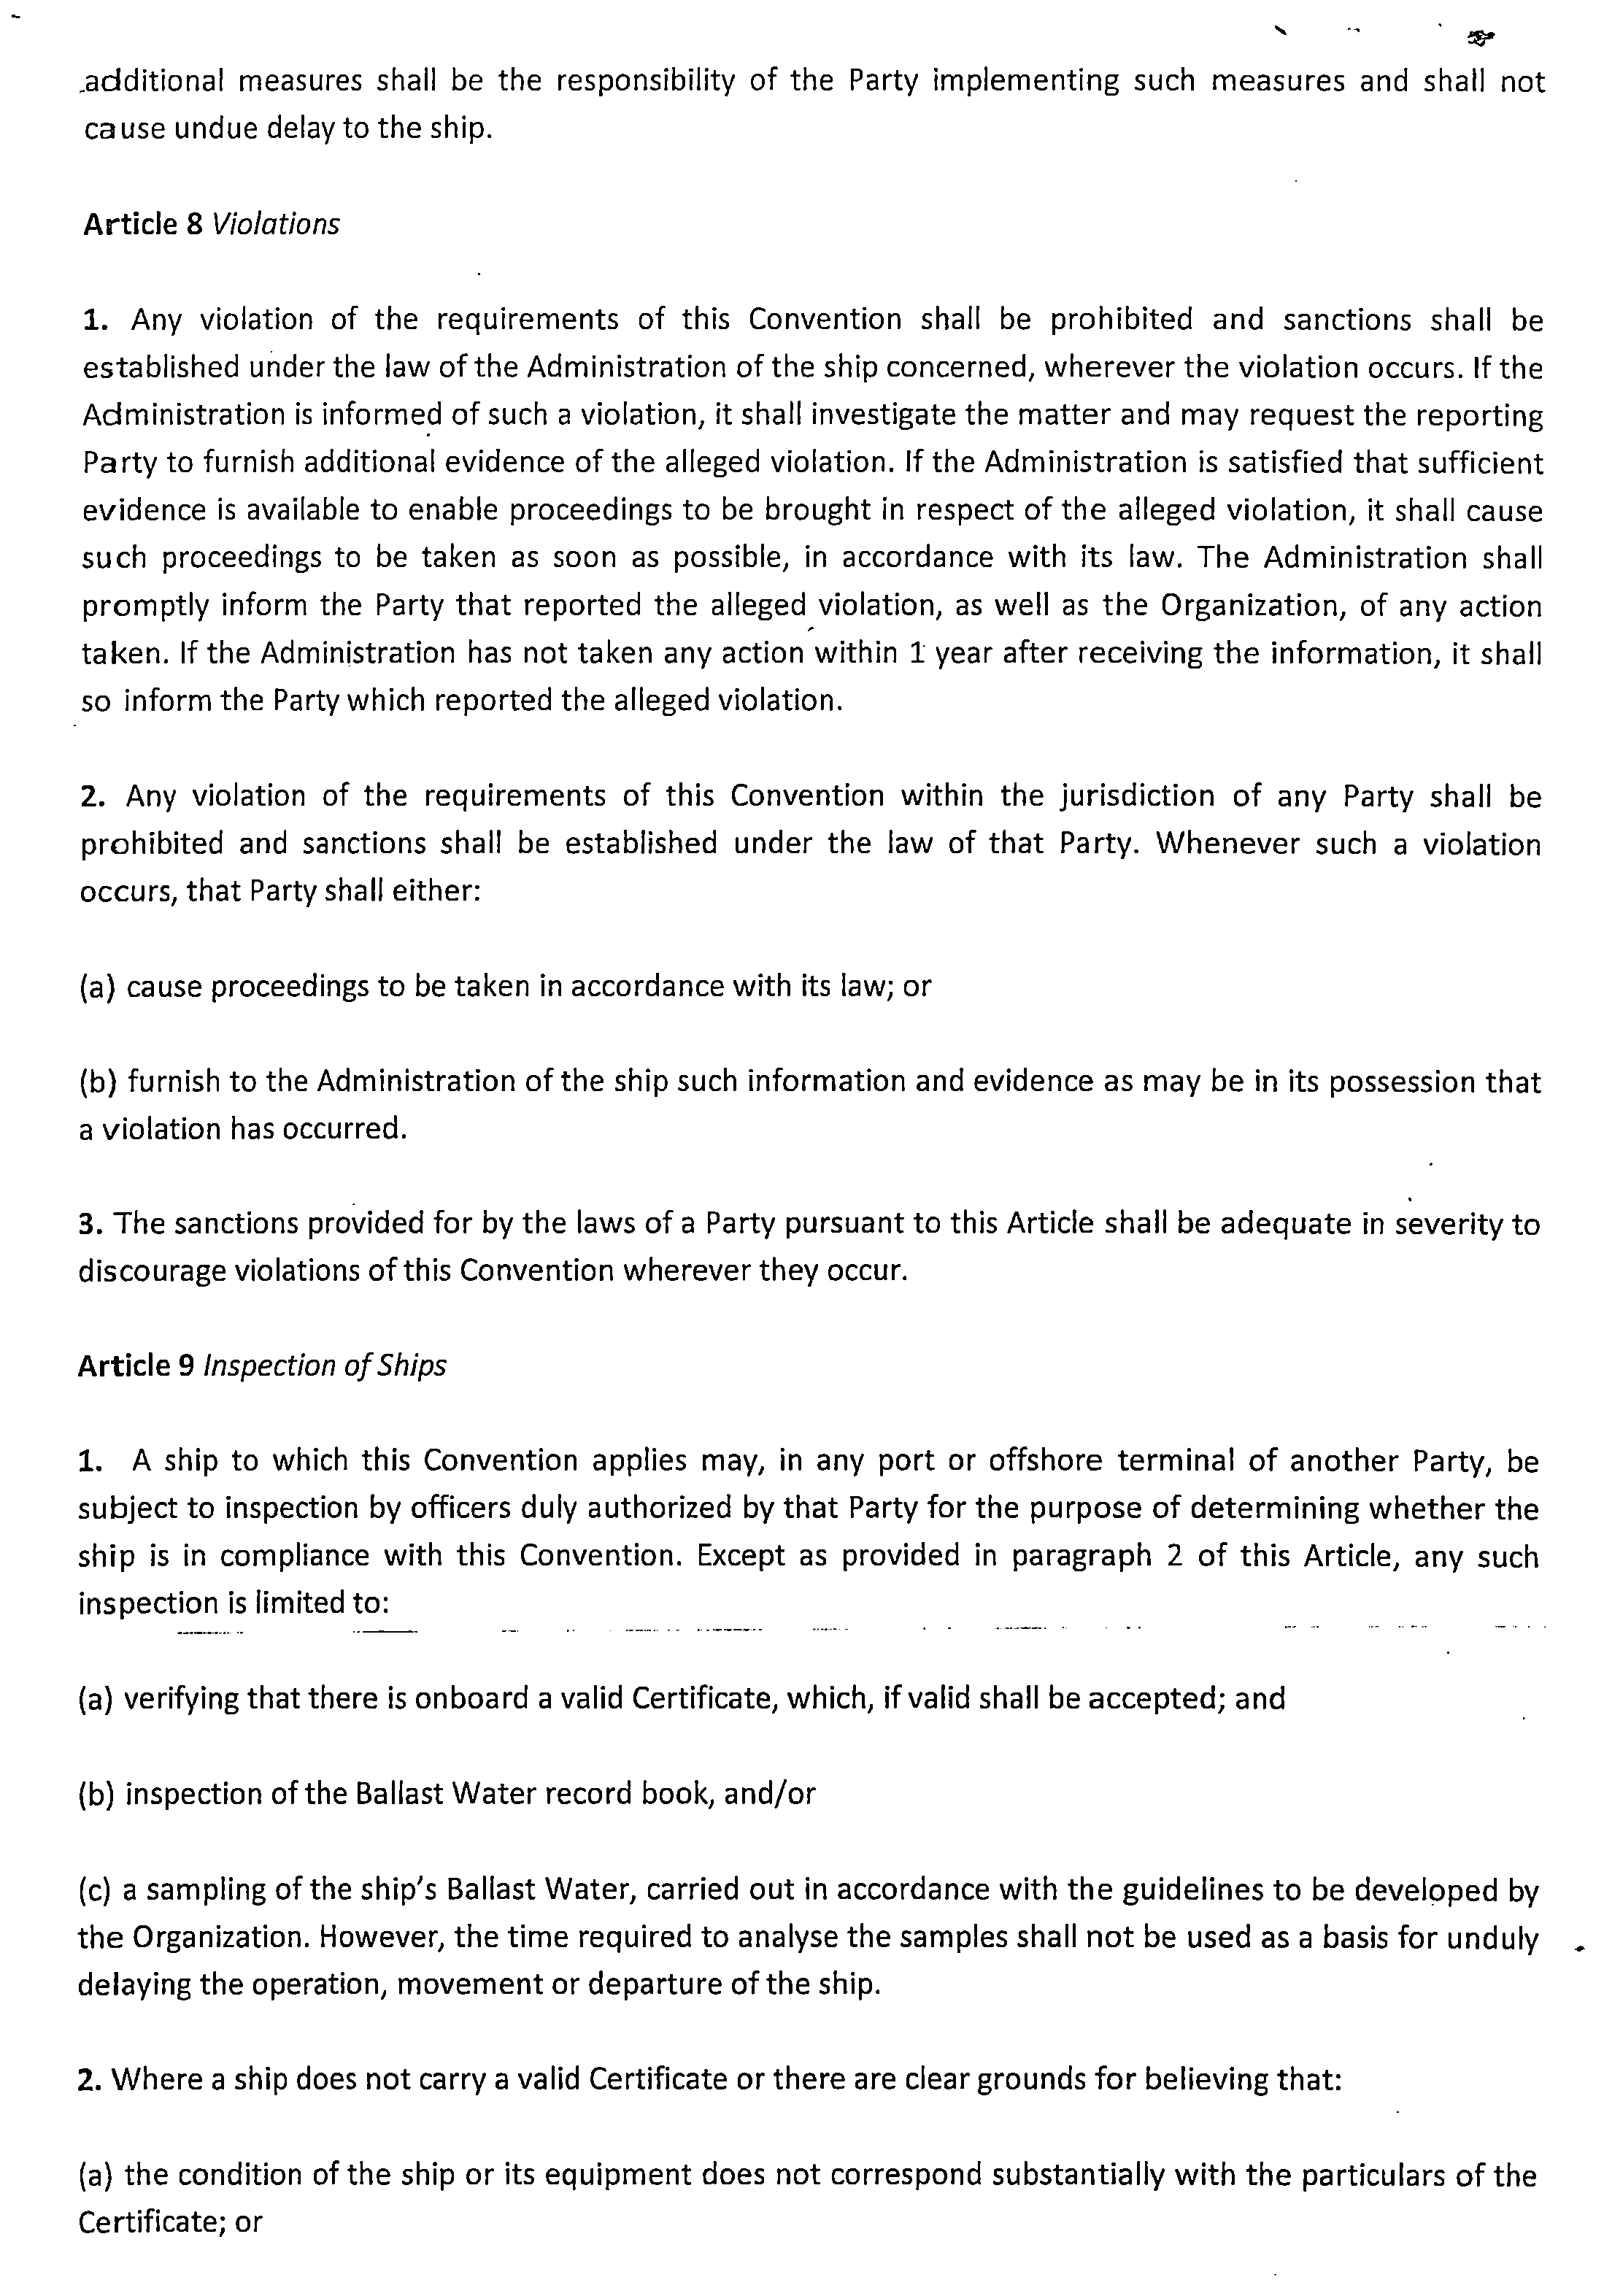 additional measures shall be the responsibility of the Party implementing such measures and shall not
cause undue delay to the ship.
Article 8 Violations
1. Any violation of the requirements of this Convention shall be prohibited and sanctions shall be
established under the law of the Administration of the ship concerned, wherever the violation occurs. If the
Administration is informed of such a violation, it shall investigate the matter and may request the reporting
Party to furnish additional evidence of the alleged violation. If the Administration is satisfied that sufficient
evidence is available to enable proceedings to be brought in respect of the alleged violation, it shall cause
such proceedings to be taken as soon as possible, in accordance with its law. The Administration shall
promptly inform the Party that reported the alleged violation, as well as the Organization, of any action
taken. If the Administration has not taken any action within 1 year after receiving the information, it shall
so inform the Party which reported the alleged violation.
2. Any violation of the requirements of this Convention within the jurisdiction of any Party shall be
prohibited and sanctions shall be established under the law of that Party. Whenever such a violation
occurs, that Party shall either:
(a) cause proceedings to be taken in accordance with its law; or
(b) furnish to the Administration of the ship such information and evidence as may be in its possession that
a violation has occurred.
3. The sanctions provided for by the laws of a Party pursuant to this Article shall be adequate in severity to
discourage violations of this Convention wherever they occur.
Article 9 Inspection of Ships
1. A ship to which this Convention applies may, in any port or offshore terminal of another Party, be
subject to inspection by officers duly authorized by that Party for the purpose of determining whether the
ship is in compliance with this Convention. Except as provided in paragraph 2 of this Article, any such
inspection is limited to:
(a) verifying that there is onboard a valid Certificate, which, if valid shall be accepted; and
(b) inspection of the Ballast Water record book, and/or
(c) a sampling of the ship's Ballast Water, carried out in accordance with the guidelines to be developed by
the Organization. However, the time required to analyse the samples shall not be used as a basis for unduly
delaying the operation, movement or departure of the ship.
2. Where a ship does not carry a valid Certificate or there are clear grounds for believing that:
(a) the condition of the ship or its equipment does not correspond substantially with the particulars of the
Certificate; or